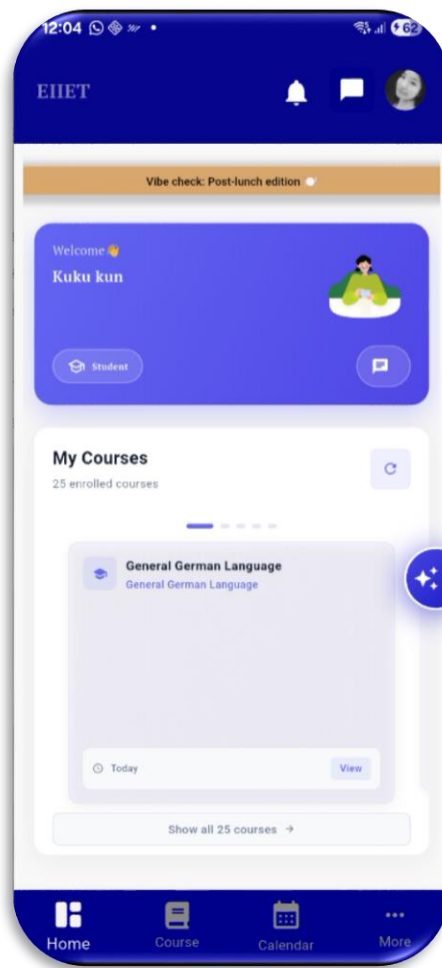 12:04
62
EIIET
Vibe check: Post-lunch edition
Welcome👋
Kuku kun
Student
My Courses
25 enrolled courses
General German Language
General German Language
Today
View
Show all 25 courses →
Home
Course
Calendar
More